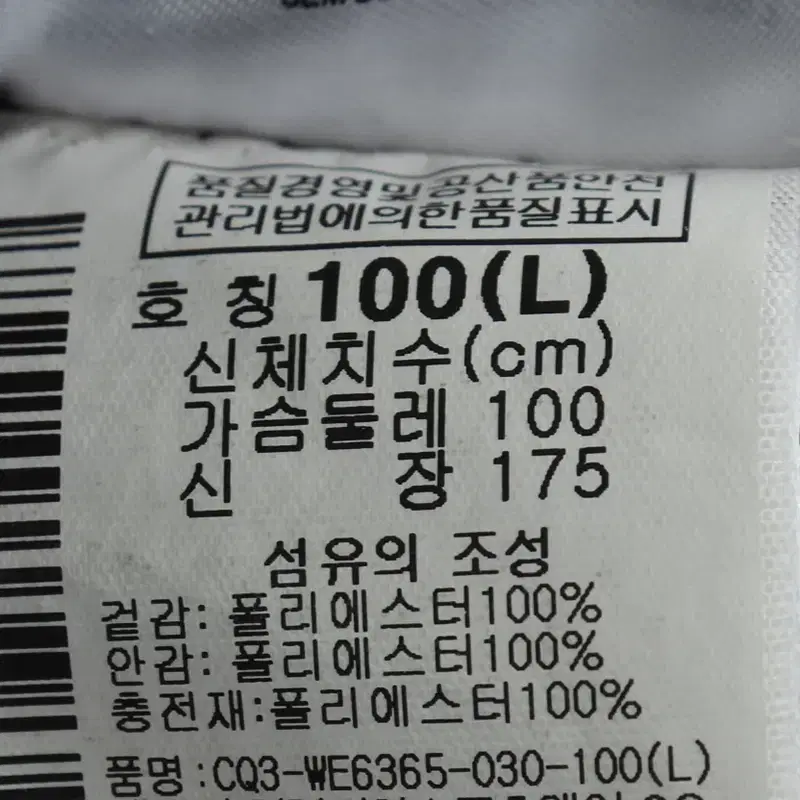 품질경영및공산품안전
관리법에의한품질표시
호 칭 100(L)
신체치수(cm)
가슴둘레 100
신 장 175
섬유의 조성
겉감: 폴리에스터100%
안감: 폴리에스터100%
충전재:폴리에스터100%
품명:CQ3-WE6365-030-100(L)